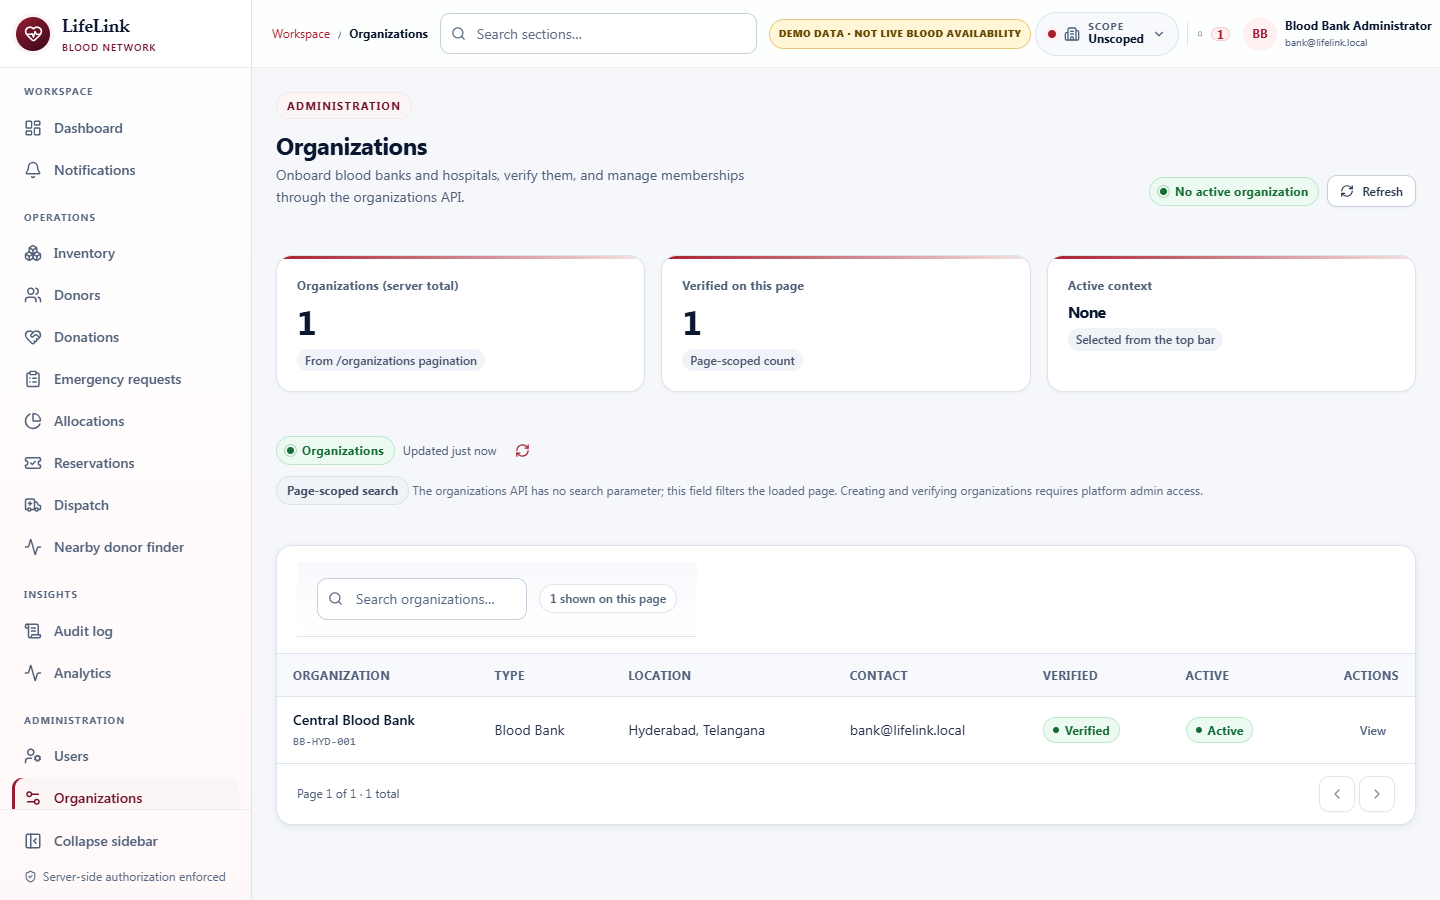 LifeLink
BLOOD NETWORK
WORKSPACE
Dashboard
Notifications
OPERATIONS
Inventory
Donors
Donations
Emergency requests
Allocations
Reservations
Dispatch
Nearby donor finder
INSIGHTS
Audit log
Analytics
ADMINISTRATION
Users
Organizations
Collapse sidebar
Server-side authorization enforced
Workspace / Organizations
Search sections...
DEMO DATA · NOT LIVE BLOOD AVAILABILITY
SCOPE
Unscoped
1
BB
Blood Bank Administrator
bank@lifelink.local
ADMINISTRATION
Organizations
Onboard blood banks and hospitals, verify them, and manage memberships
through the organizations API.
No active organization
Refresh
Organizations (server total)
1
From /organizations pagination
Verified on this page
1
Page-scoped count
Active context
None
Selected from the top bar
Organizations Updated just now
Page-scoped search The organizations API has no search parameter; this field filters the loaded page. Creating and verifying organizations requires platform admin access.
Search organizations...
1 shown on this page
ORGANIZATION TYPE LOCATION CONTACT VERIFIED ACTIVE ACTIONS
Central Blood Bank
BB-HYD-001
Blood Bank Hyderabad, Telangana bank@lifelink.local Verified Active View
Page 1 of 1 · 1 total